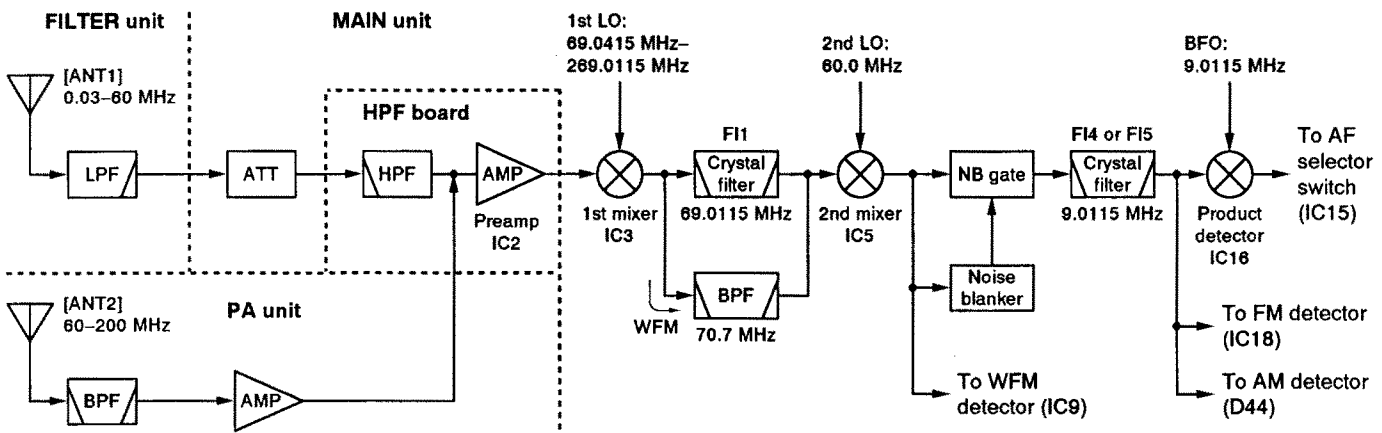 FILTER unit
MAIN unit
1st LO:
69.0415 MHz–
269.0115 MHz
2nd LO:
60.0 MHz
BFO:
9.0115 MHz
[ANT1]
0.03–60 MHz
HPF board
LPF
ATT
HPF
AMP
Preamp
IC2
1st mixer
IC3
FI1
Crystal
filter
69.0115 MHz
2nd mixer
IC5
NB gate
FI4 or FI5
Crystal
filter
9.0115 MHz
Product
detector
IC16
To AF
selector
switch
(IC15)
Noise
blanker
BPF
WFM
70.7 MHz
[ANT2]
60–200 MHz
PA unit
BPF
AMP
To WFM
detector (IC9)
To FM detector
(IC18)
To AM detector
(D44)